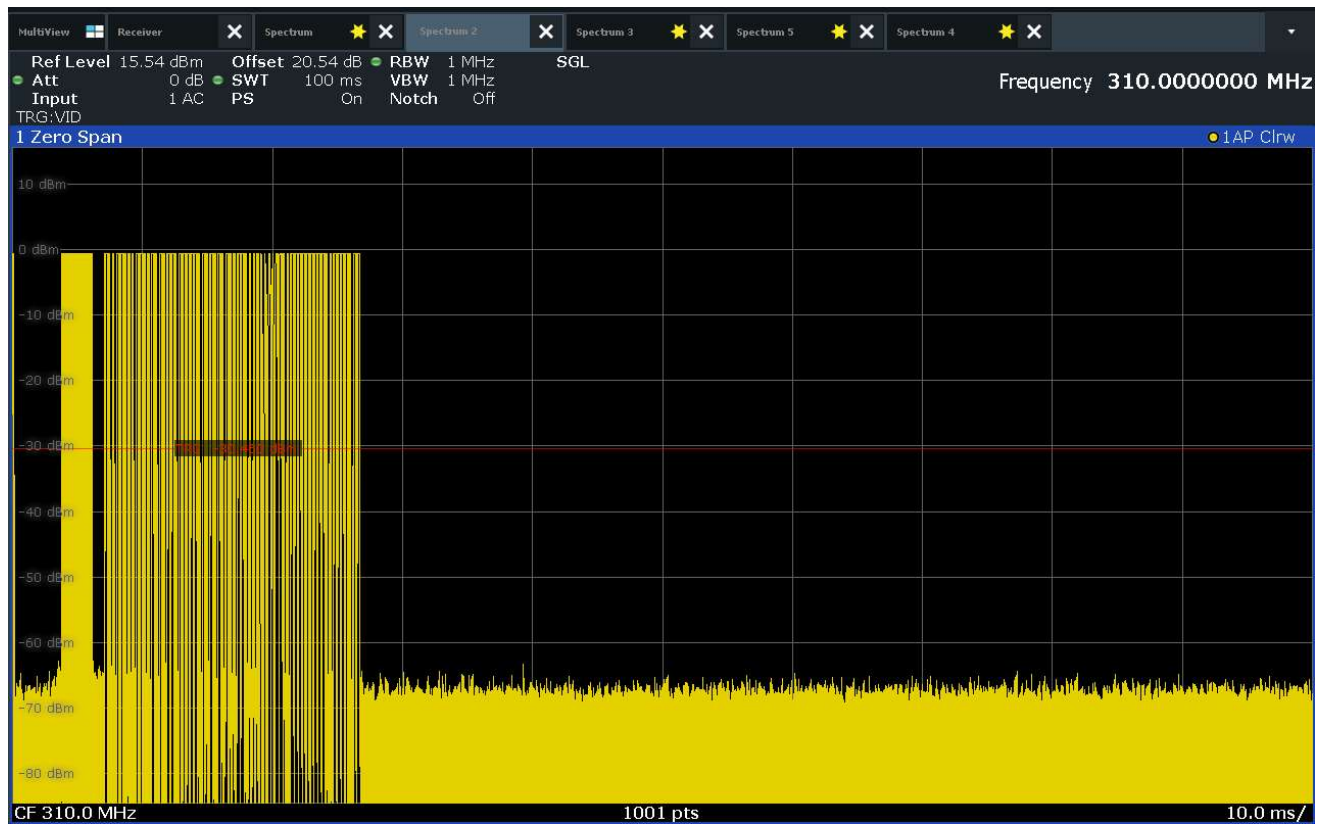 MultiView Receiver Spectrum Spectrum 2 Spectrum 3 Spectrum 5 Spectrum 4
Ref Level 15.54 dBm Offset 20.54 dB RBW 1 MHz SGL
Att 0 dB SWT 100 ms VBW 1 MHz
Input 1 AC PS On Notch Off
Frequency 310.0000000 MHz
TRG:VID
1 Zero Span 1AP Clrw
10 dBm
0 dBm
-10 dBm
-20 dBm
-30 dBm
-40 dBm
-50 dBm
-60 dBm
-70 dBm
-80 dBm
CF 310.0 MHz 1001 pts 10.0 ms/